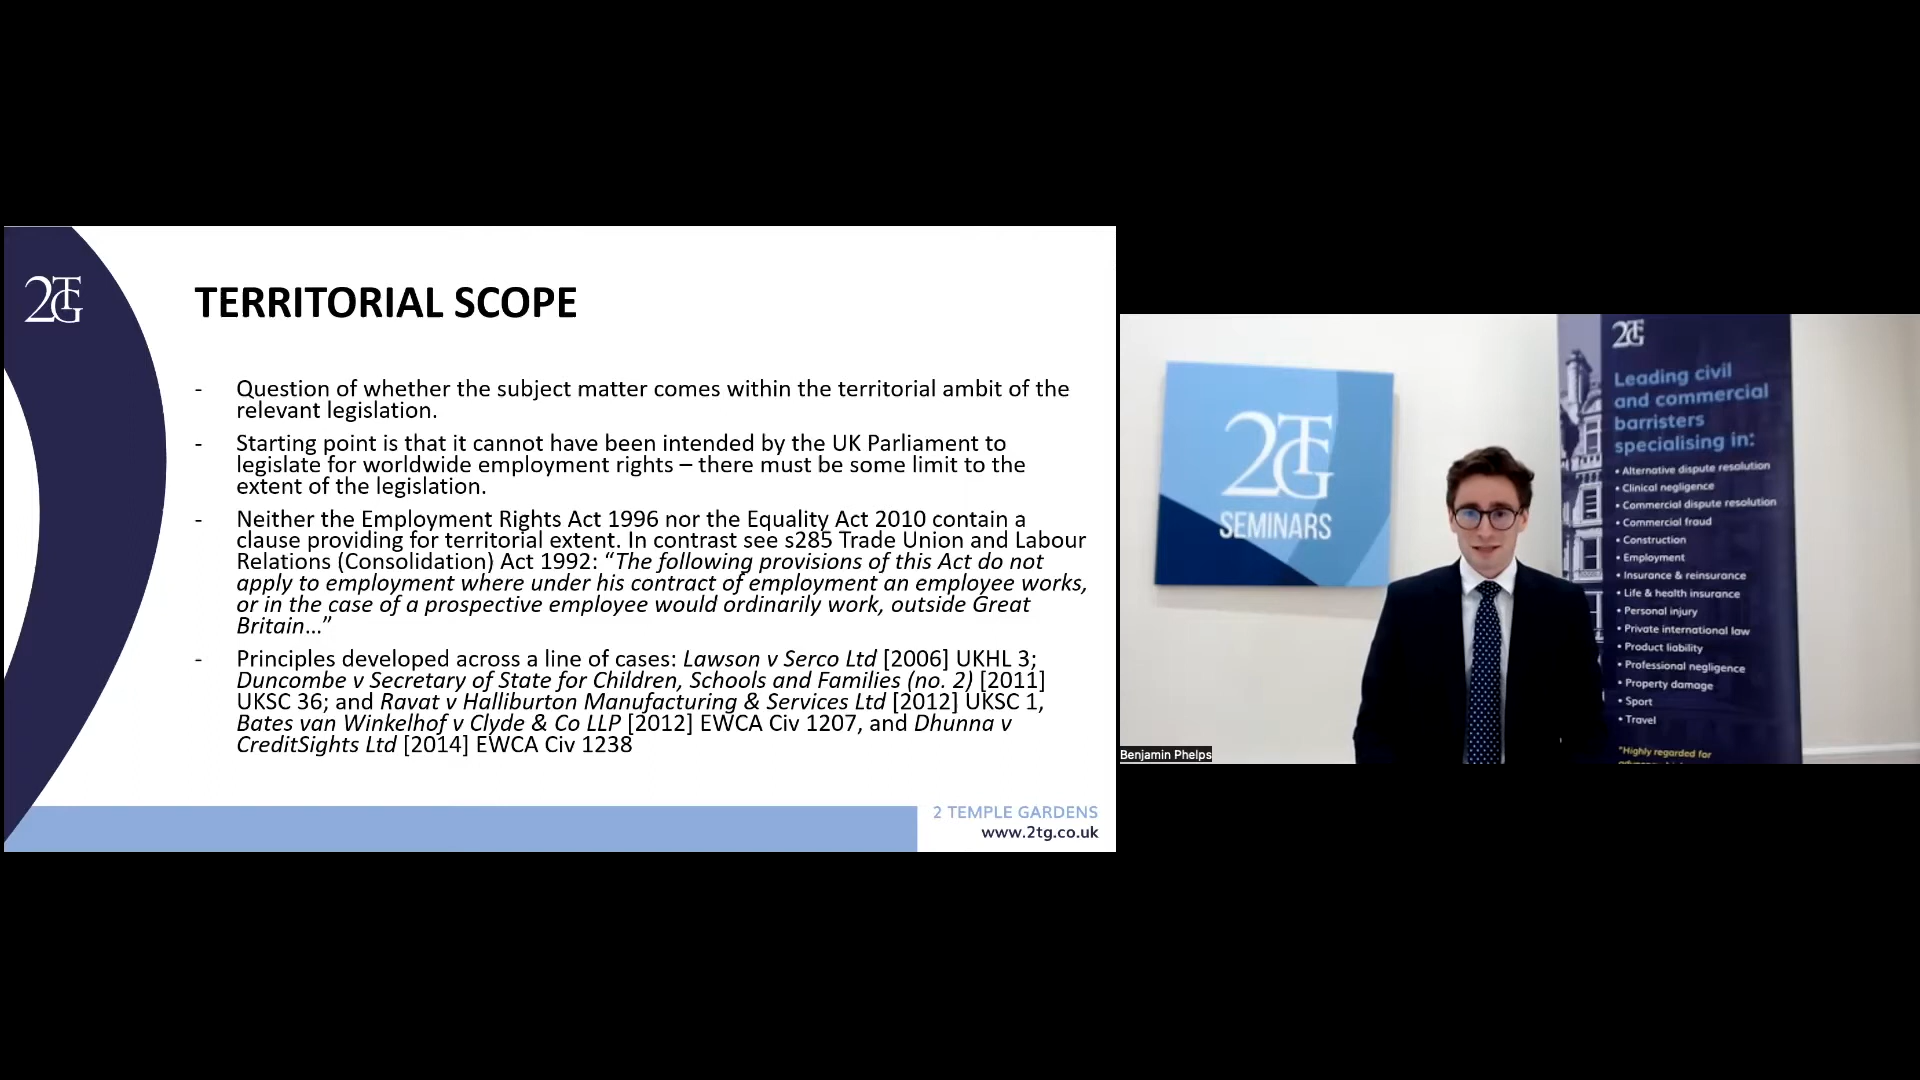 2TG
TERRITORIAL SCOPE
- Question of whether the subject matter comes within the territorial ambit of the
relevant legislation.
- Starting point is that it cannot have been intended by the UK Parliament to
legislate for worldwide employment rights – there must be some limit to the
extent of the legislation.
- Neither the Employment Rights Act 1996 nor the Equality Act 2010 contain a
clause providing for territorial extent. In contrast see s285 Trade Union and Labour
Relations (Consolidation) Act 1992: “The following provisions of this Act do not
apply to employment where under his contract of employment an employee works,
or in the case of a prospective employee would ordinarily work, outside Great
Britain…”
- Principles developed across a line of cases: Lawson v Serco Ltd [2006] UKHL 3;
Duncombe v Secretary of State for Children, Schools and Families (no. 2) [2011]
UKSC 36; and Ravat v Halliburton Manufacturing & Services Ltd [2012] UKSC 1,
Bates van Winkelhof v Clyde & Co LLP [2012] EWCA Civ 1207, and Dhunna v
CreditSights Ltd [2014] EWCA Civ 1238
2 TEMPLE GARDENS
www.2tg.co.uk
2TG
SEMINARS
2TG
Leading civil
and commercial
barristers
specialising in:
• Alternative dispute resolution
• Clinical negligence
• Commercial dispute resolution
• Commercial fraud
• Construction
• Employment
• Insurance & reinsurance
• Life & health insurance
• Personal injury
• Private international law
• Product liability
• Professional negligence
• Property damage
• Sport
• Travel
"Highly regarded for
Benjamin Phelps